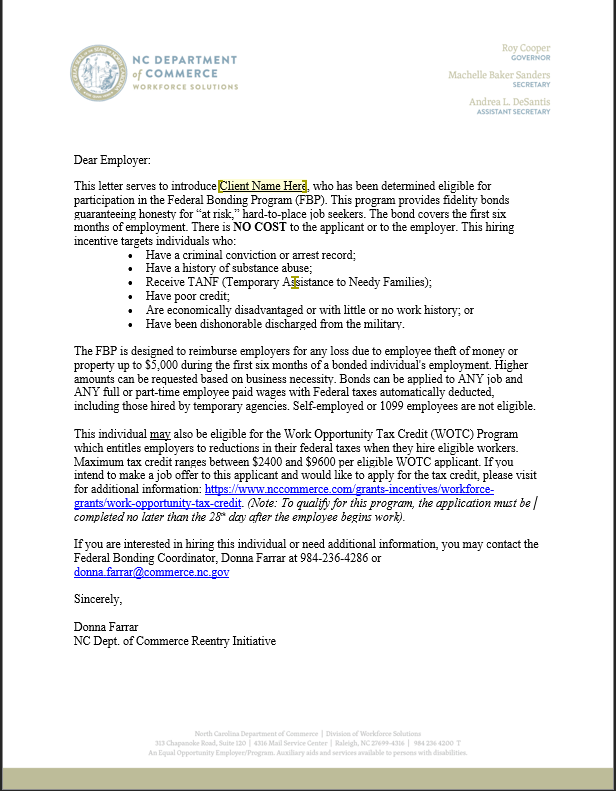 NC DEPARTMENT
of COMMERCE
WORKFORCE SOLUTIONS
Roy Cooper
GOVERNOR
Machelle Baker Sanders
SECRETARY
Andrea L. DeSantis
ASSISTANT SECRETARY
Dear Employer:
This letter serves to introduce Client Name Here, who has been determined eligible for
participation in the Federal Bonding Program (FBP). This program provides fidelity bonds
guaranteeing honesty for “at risk,” hard-to-place job seekers. The bond covers the first six
months of employment. There is NO COST to the applicant or to the employer. This hiring
incentive targets individuals who:
• Have a criminal conviction or arrest record;
• Have a history of substance abuse;
• Receive TANF (Temporary Assistance to Needy Families);
• Have poor credit;
• Are economically disadvantaged or with little or no work history; or
• Have been dishonorable discharged from the military.
The FBP is designed to reimburse employers for any loss due to employee theft of money or
property up to $5,000 during the first six months of a bonded individual's employment. Higher
amounts can be requested based on business necessity. Bonds can be applied to ANY job and
ANY full or part-time employee paid wages with Federal taxes automatically deducted,
including those hired by temporary agencies. Self-employed or 1099 employees are not eligible.
This individual may also be eligible for the Work Opportunity Tax Credit (WOTC) Program
which entitles employers to reductions in their federal taxes when they hire eligible workers.
Maximum tax credit ranges between $2400 and $9600 per eligible WOTC applicant. If you
intend to make a job offer to this applicant and would like to apply for the tax credit, please visit
for additional information: https://www.nccommerce.com/grants-incentives/workforce-
grants/work-opportunity-tax-credit. (Note: To qualify for this program, the application must be
completed no later than the 28th day after the employee begins work).
If you are interested in hiring this individual or need additional information, you may contact the
Federal Bonding Coordinator, Donna Farrar at 984-236-4286 or
donna.farrar@commerce.nc.gov
Sincerely,
Donna Farrar
NC Dept. of Commerce Reentry Initiative
North Carolina Department of Commerce | Division of Workforce Solutions
313 Chapanoke Road, Suite 120 | 4316 Mail Service Center | Raleigh, NC 27699-4316 | 984 236 4200 T
An Equal Opportunity Employer/Program. Auxiliary aids available to persons with disabilities.